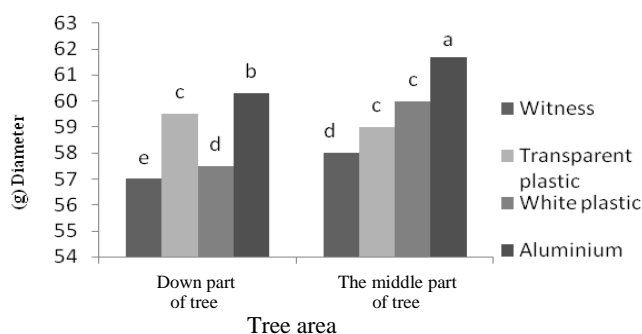 63
62
61
60
59
58
57
56
55
54
(g) Diameter
e
c
d
b
d
c
c
a
Down part
of tree
The middle part
of tree
Tree area
Witness
Transparent
plastic
White plastic
Aluminium